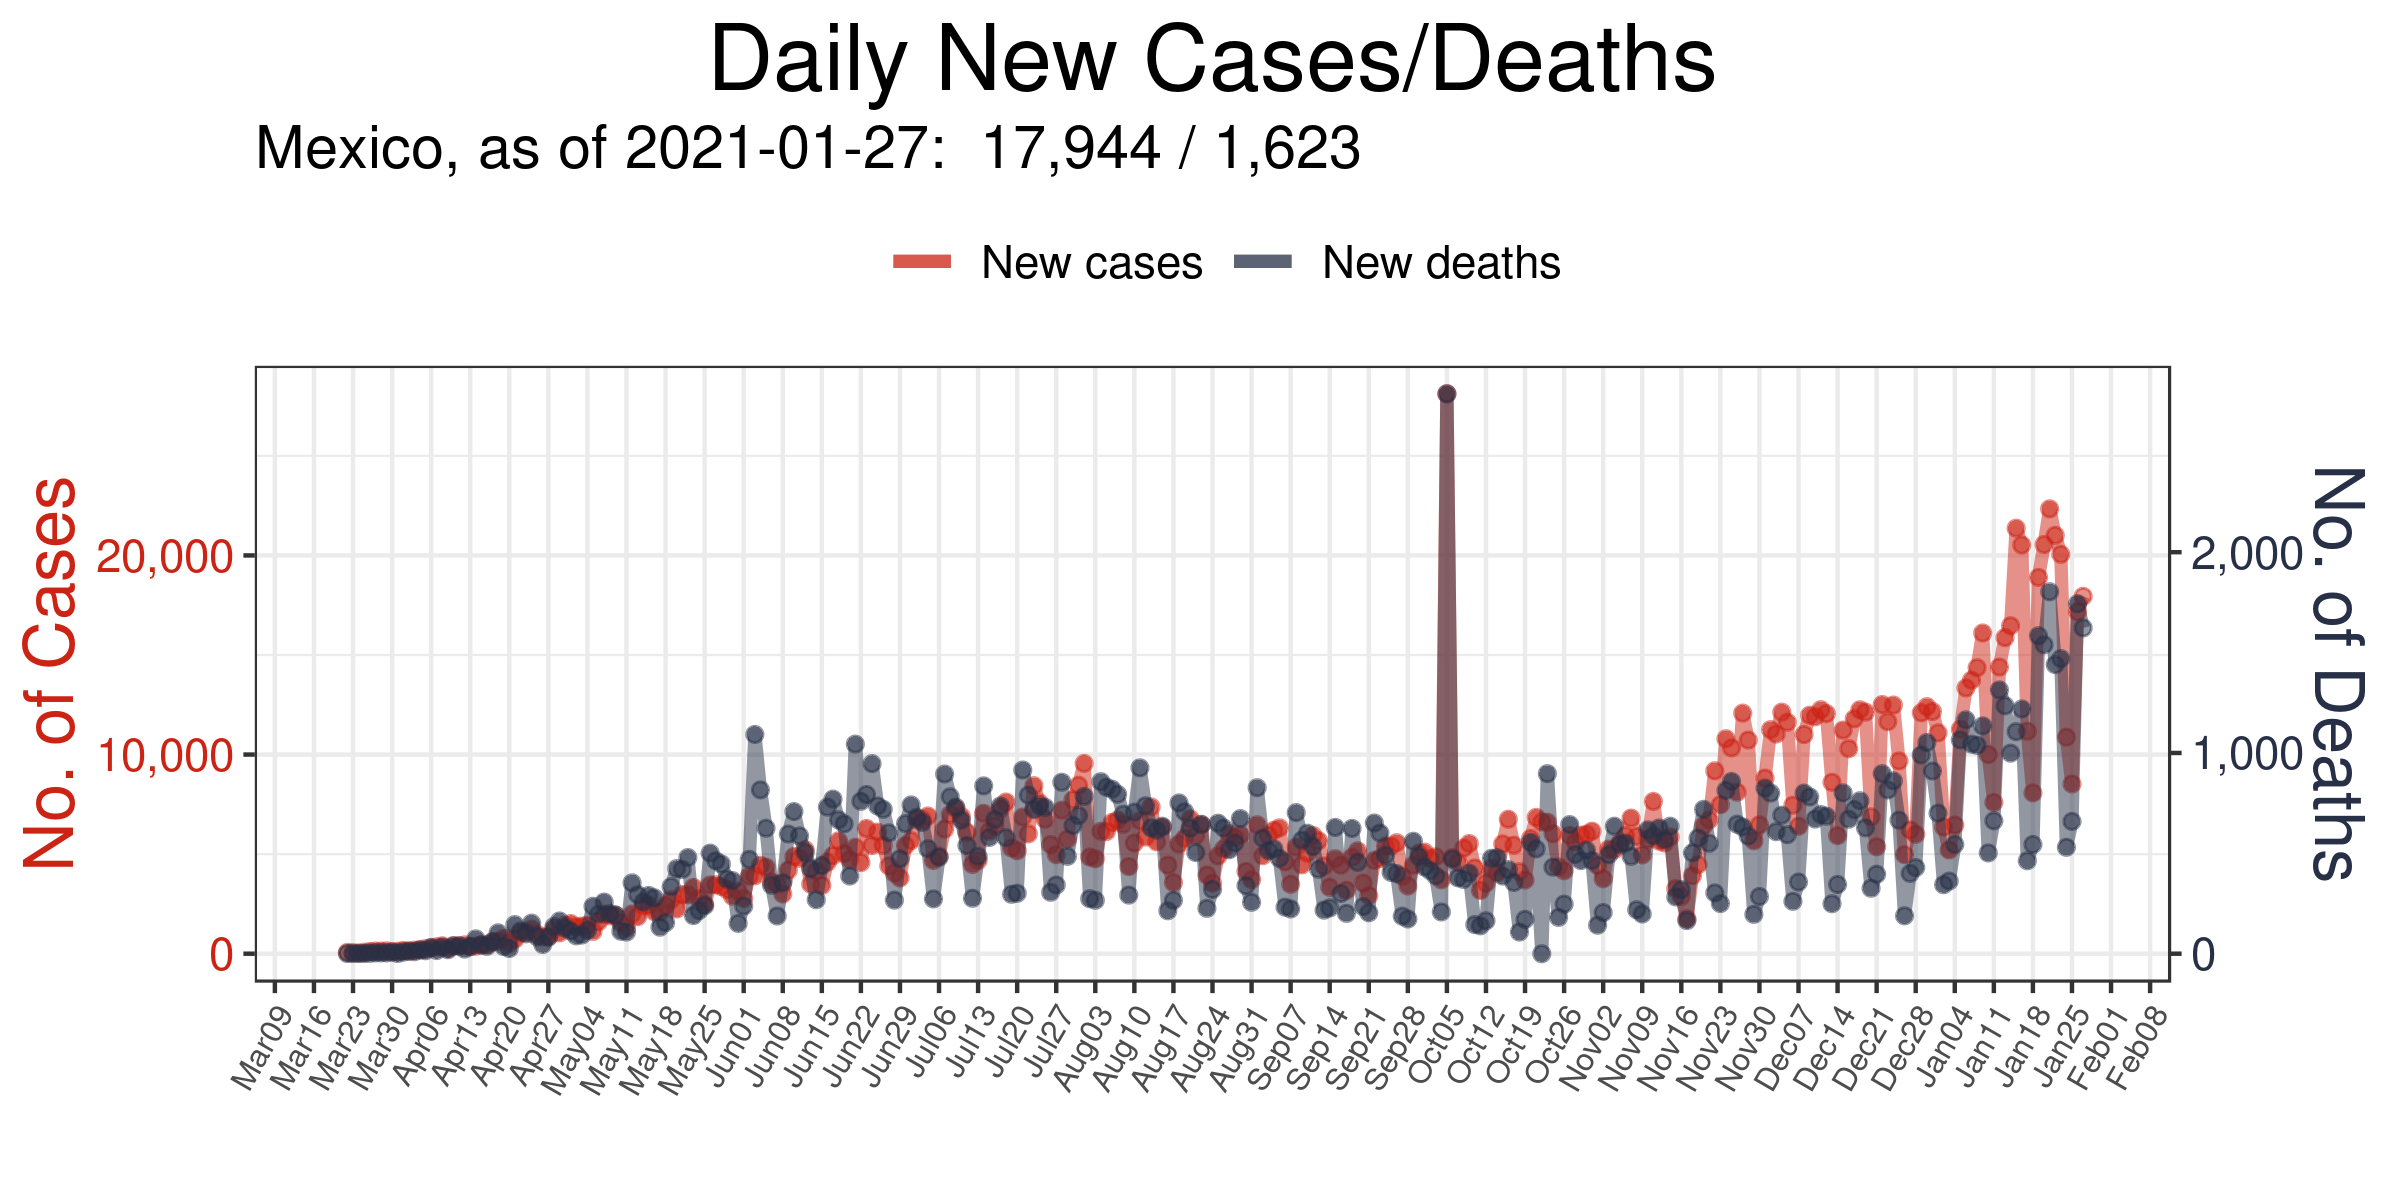 Daily New Cases/Deaths
Mexico, as of 2021-01-27:  17,944 / 1,623
New cases
New deaths
No. of Cases
20,000
10,000
0
2,000
1,000
0
No. of Deaths
Mar09
Mar16
Mar23
Mar30
Apr06
Apr13
Apr20
Apr27
May04
May11
May18
May25
Jun01
Jun08
Jun15
Jun22
Jun29
Jul06
Jul13
Jul20
Jul27
Aug03
Aug10
Aug17
Aug24
Aug31
Sep07
Sep14
Sep21
Sep28
Oct05
Oct12
Oct19
Oct26
Nov02
Nov09
Nov16
Nov23
Nov30
Dec07
Dec14
Dec21
Dec28
Jan04
Jan11
Jan18
Jan25
Feb01
Feb08